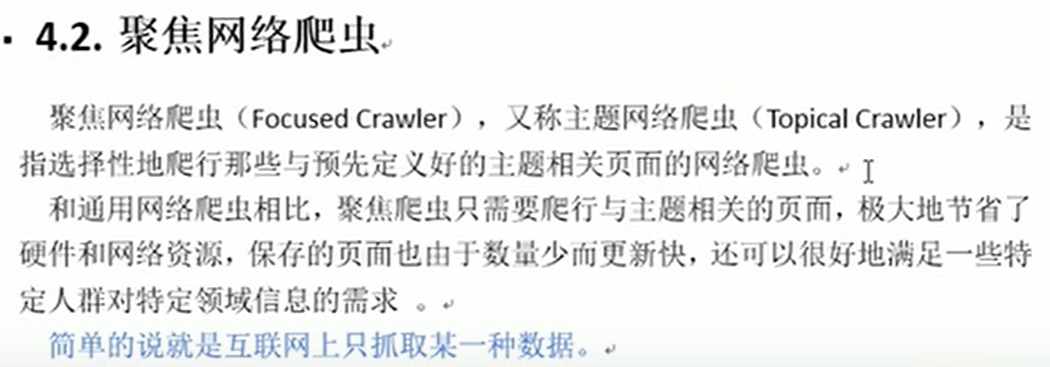 4.2. 聚焦网络爬虫
聚焦网络爬虫（Focused Crawler），又称主题网络爬虫（Topical Crawler），是
指选择性地爬行那些与预先定义好的主题相关页面的网络爬虫。
和通用网络爬虫相比，聚焦爬虫只需要爬行与主题相关的页面，极大地节省了
硬件和网络资源，保存的页面也由于数量少而更新快，还可以很好地满足一些特
定人群对特定领域信息的需求 。
简单的说就是互联网上只抓取某一种数据。